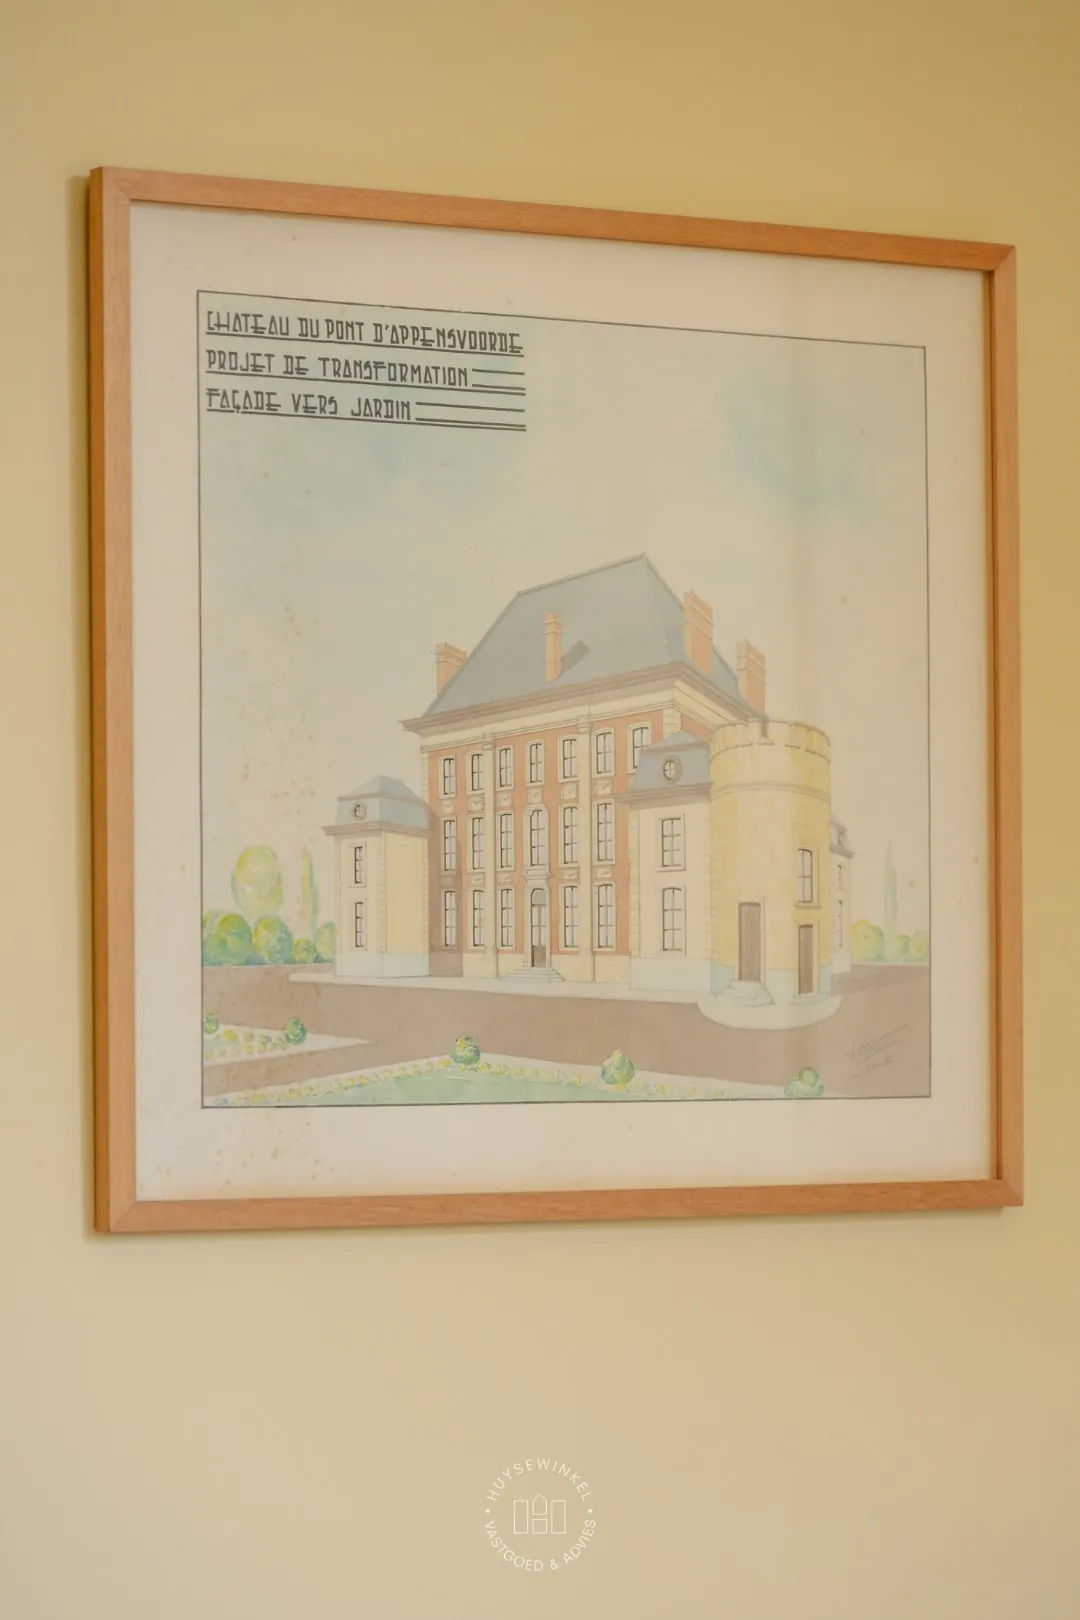 CHATEAU DU PONT D'APPENSVOORDE
PROJET DE TRANSFORMATION
FAÇADE VERS JARDIN
HUYSEWINKEL
VASTGOED & ADVIES